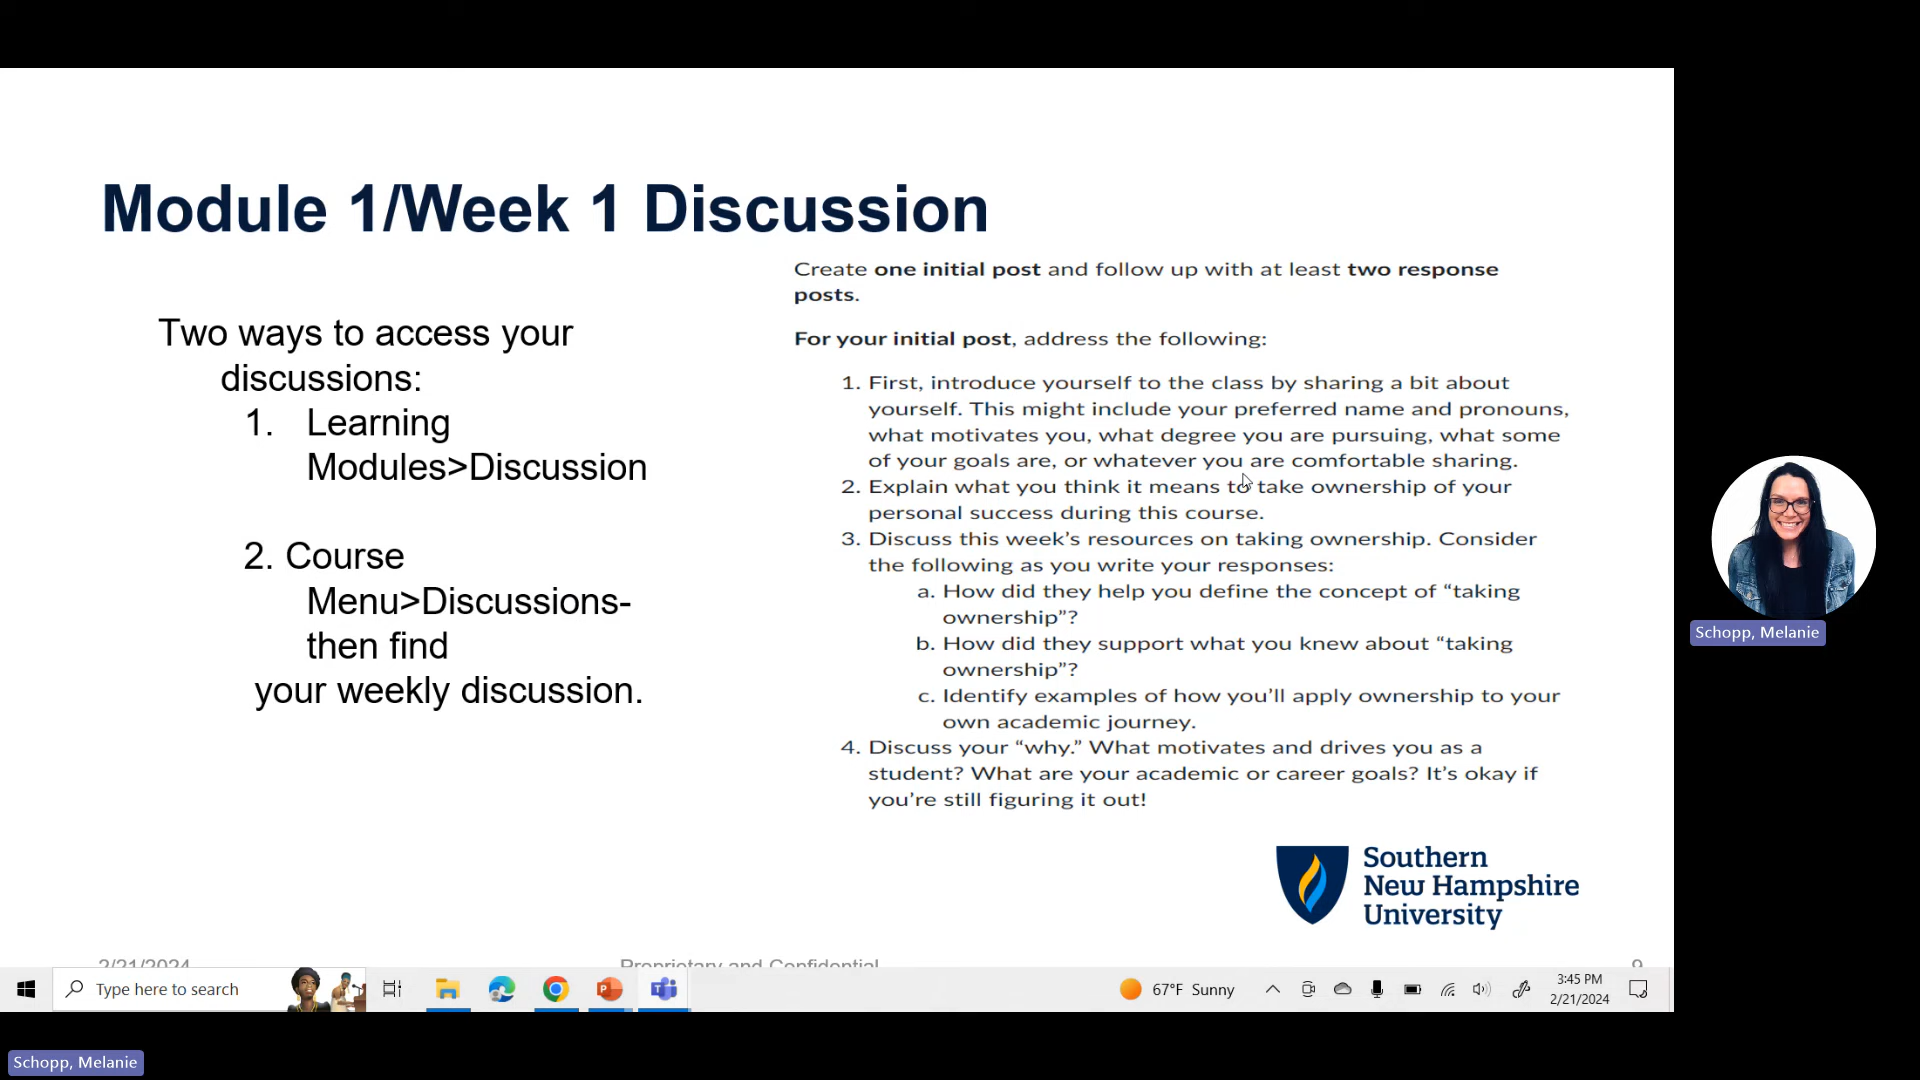 Module 1/Week 1 Discussion
Two ways to access your
discussions:
1. Learning
Modules>Discussion
2. Course
Menu>Discussions-
then find
your weekly discussion.
Create one initial post and follow up with at least two response
posts.
For your initial post, address the following:
1. First, introduce yourself to the class by sharing a bit about
yourself. This might include your preferred name and pronouns,
what motivates you, what degree you are pursuing, what some
of your goals are, or whatever you are comfortable sharing.
2. Explain what you think it means to take ownership of your
personal success during this course.
3. Discuss this week’s resources on taking ownership. Consider
the following as you write your responses:
a. How did they help you define the concept of “taking
ownership”?
b. How did they support what you knew about “taking
ownership”?
c. Identify examples of how you’ll apply ownership to your
own academic journey.
4. Discuss your “why.” What motivates and drives you as a
student? What are your academic or career goals? It’s okay if
you’re still figuring it out!
Southern
New Hampshire
University
2/21/2024
Proprietary and Confidential
9
Type here to search
67°F Sunny
3:45 PM
2/21/2024
Schopp, Melanie
Schopp, Melanie